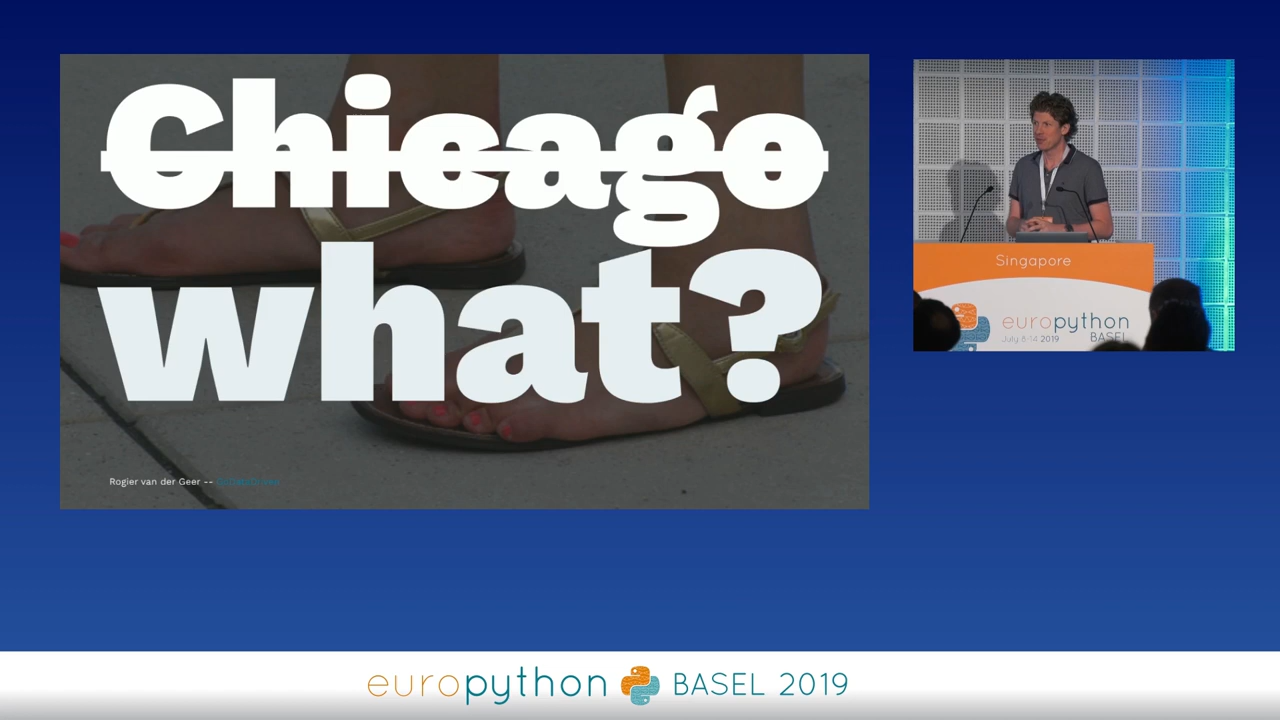 Chicago
what?
Rogier van der Geer --
Singapore
europython
July 8-14 2019
BASEL
europython BASEL 2019